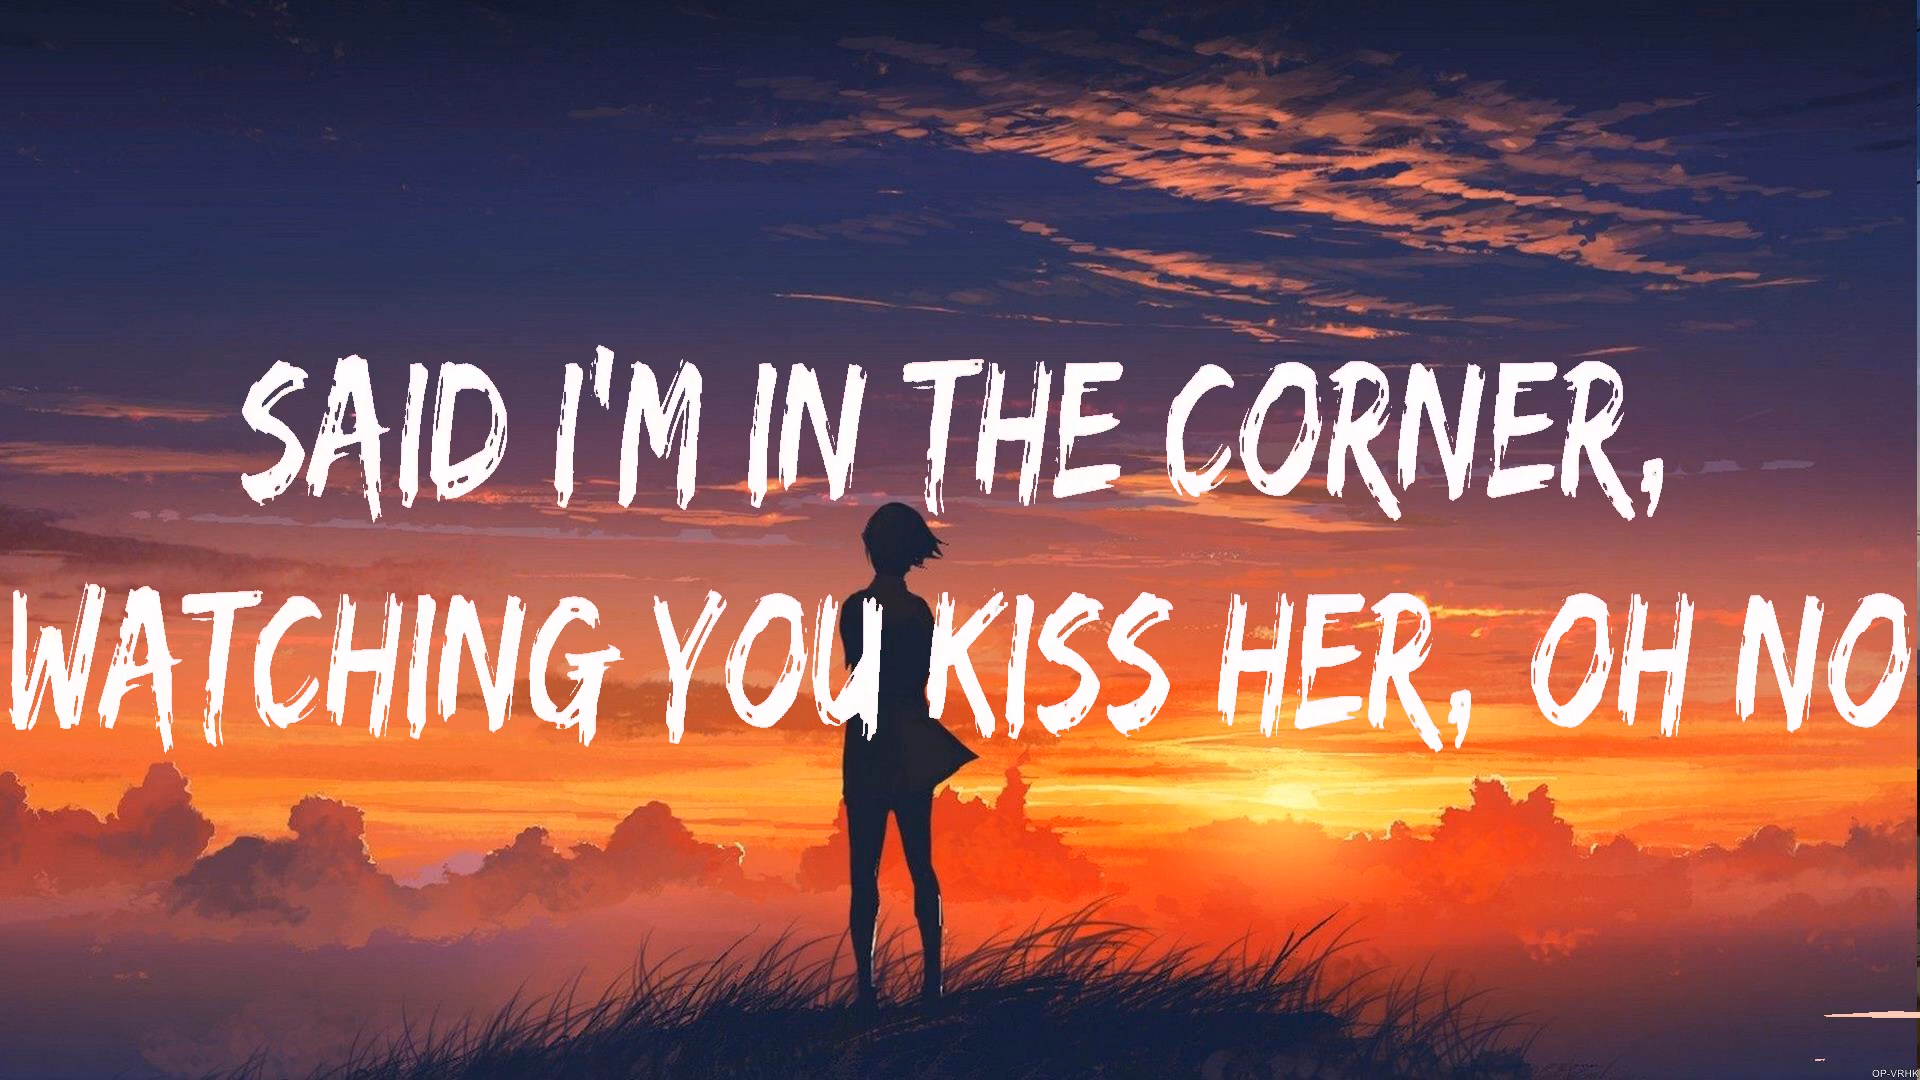 SAID I'M IN THE CORNER,
WATCHING YOU KISS HER, OH NO
OP-VRHK